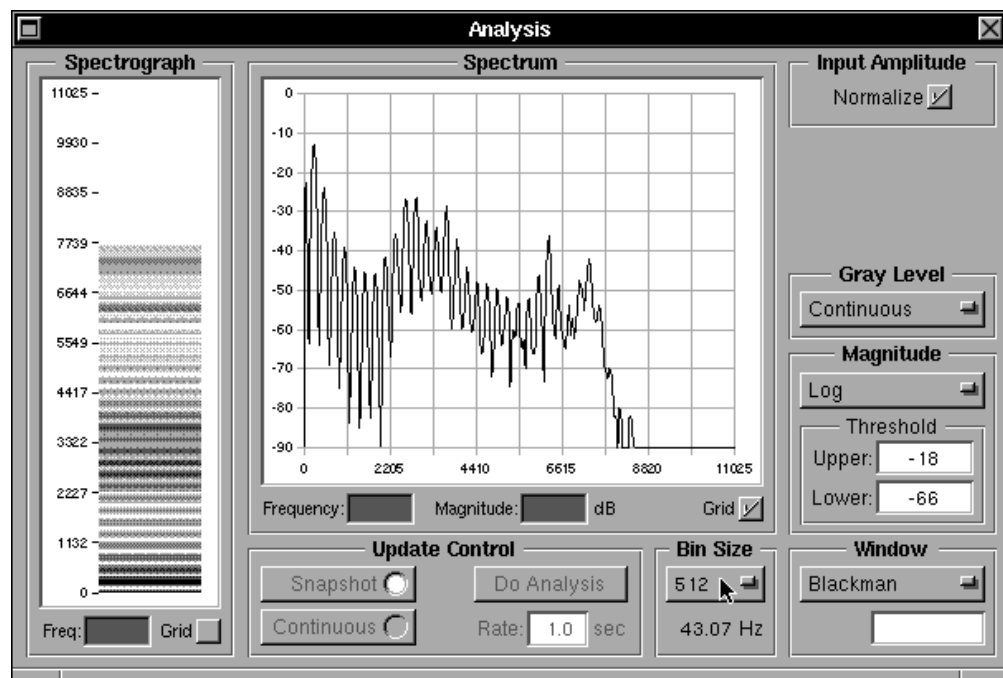 Analysis
Spectrograph
11025
9930
8835
7739
6644
5549
4417
3322
2227
1132
0
Freq:
Grid
Spectrum
0
-10
-20
-30
-40
-50
-60
-70
-80
-90
0 2205 4410 6615 8820 11025
Frequency: Magnitude: dB Grid
Input Amplitude
Normalize
Gray Level
Continuous
Magnitude
Log
Threshold
Upper: -18
Lower: -66
Update Control
Snapshot Do Analysis
Continuous Rate: 1.0 sec
Bin Size
512
43.07 Hz
Window
Blackman